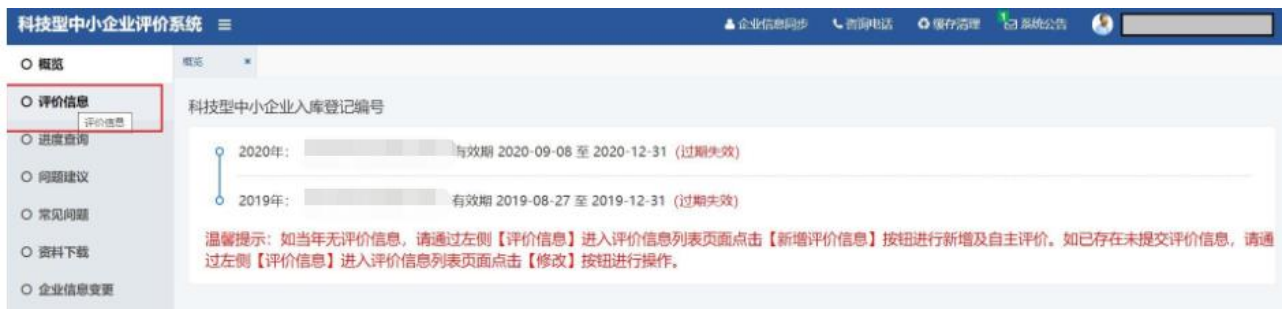 科技型中小企业评价系统
企业信息同步
咨询电话
缓存清理
1
系统公告
概览
评价信息
评价信息
进度查询
问题建议
常见问题
资料下载
企业信息变更
概览 ×
科技型中小企业入库登记编号
2020年: 有效期 2020-09-08 至 2020-12-31 (过期失效)
2019年: 有效期 2019-08-27 至 2019-12-31 (过期失效)
温馨提示：如当年无评价信息，请通过左侧【评价信息】进入评价信息列表页面点击【新增评价信息】按钮进行新增及自主评价。如已存在未提交评价信息，请通
过左侧【评价信息】进入评价信息列表页面点击【修改】按钮进行操作。